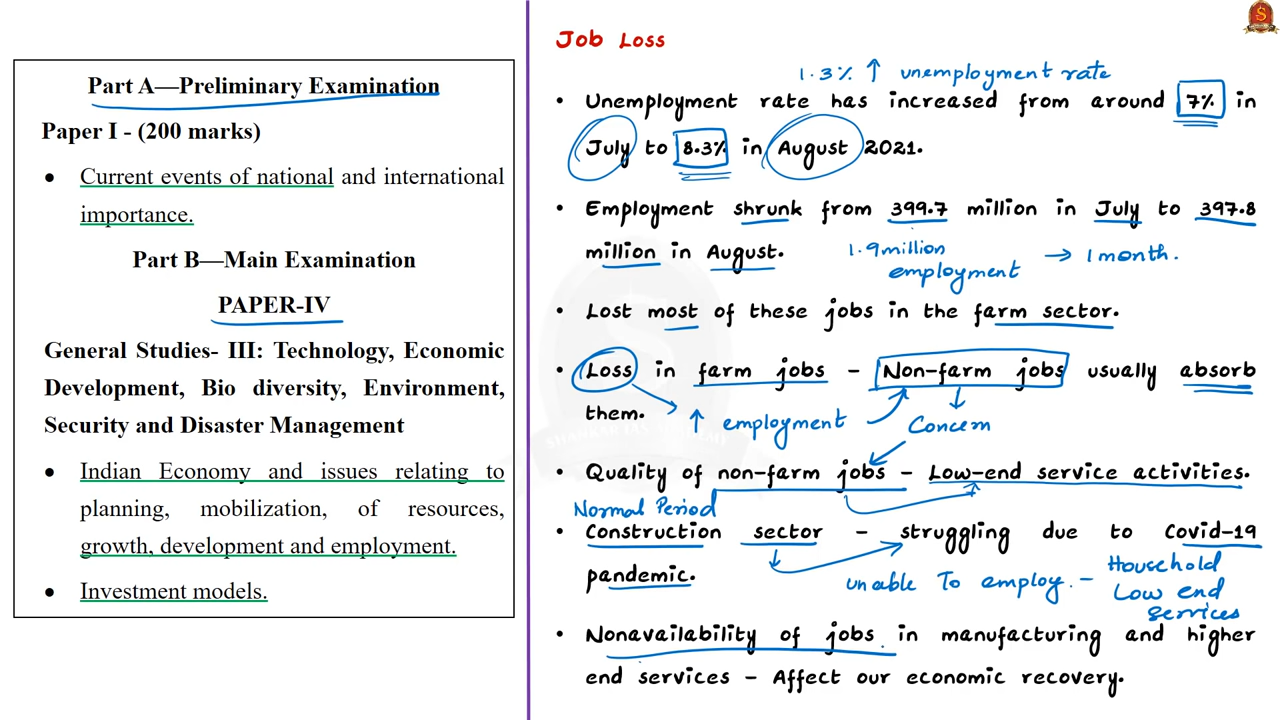 Part A—Preliminary Examination
Paper I - (200 marks)
● Current events of national and international
importance.
Part B—Main Examination
PAPER-IV
General Studies- III: Technology, Economic
Development, Bio diversity, Environment,
Security and Disaster Management
● Indian Economy and issues relating to
planning, mobilization, of resources,
growth, development and employment.
● Investment models.
Job Loss
1.3% ↑ unemployment rate
• Unemployment rate has increased from around 7% in
July to 8.3% in August 2021.
• Employment shrunk from 399.7 million in July to 397.8
million in August.
1.9million
employment → 1 month.
• Lost most of these jobs in the farm sector.
• Loss in farm jobs - Non-farm jobs usually absorb
them.
↑ employment
Concern
• Quality of non-farm jobs - Low-end service activities.
Normal Period
• Construction sector - struggling due to Covid-19
pandemic.
unable To employ. - Household
Low end
services
• Nonavailability of jobs in manufacturing and higher
end services - Affect our economic recovery.